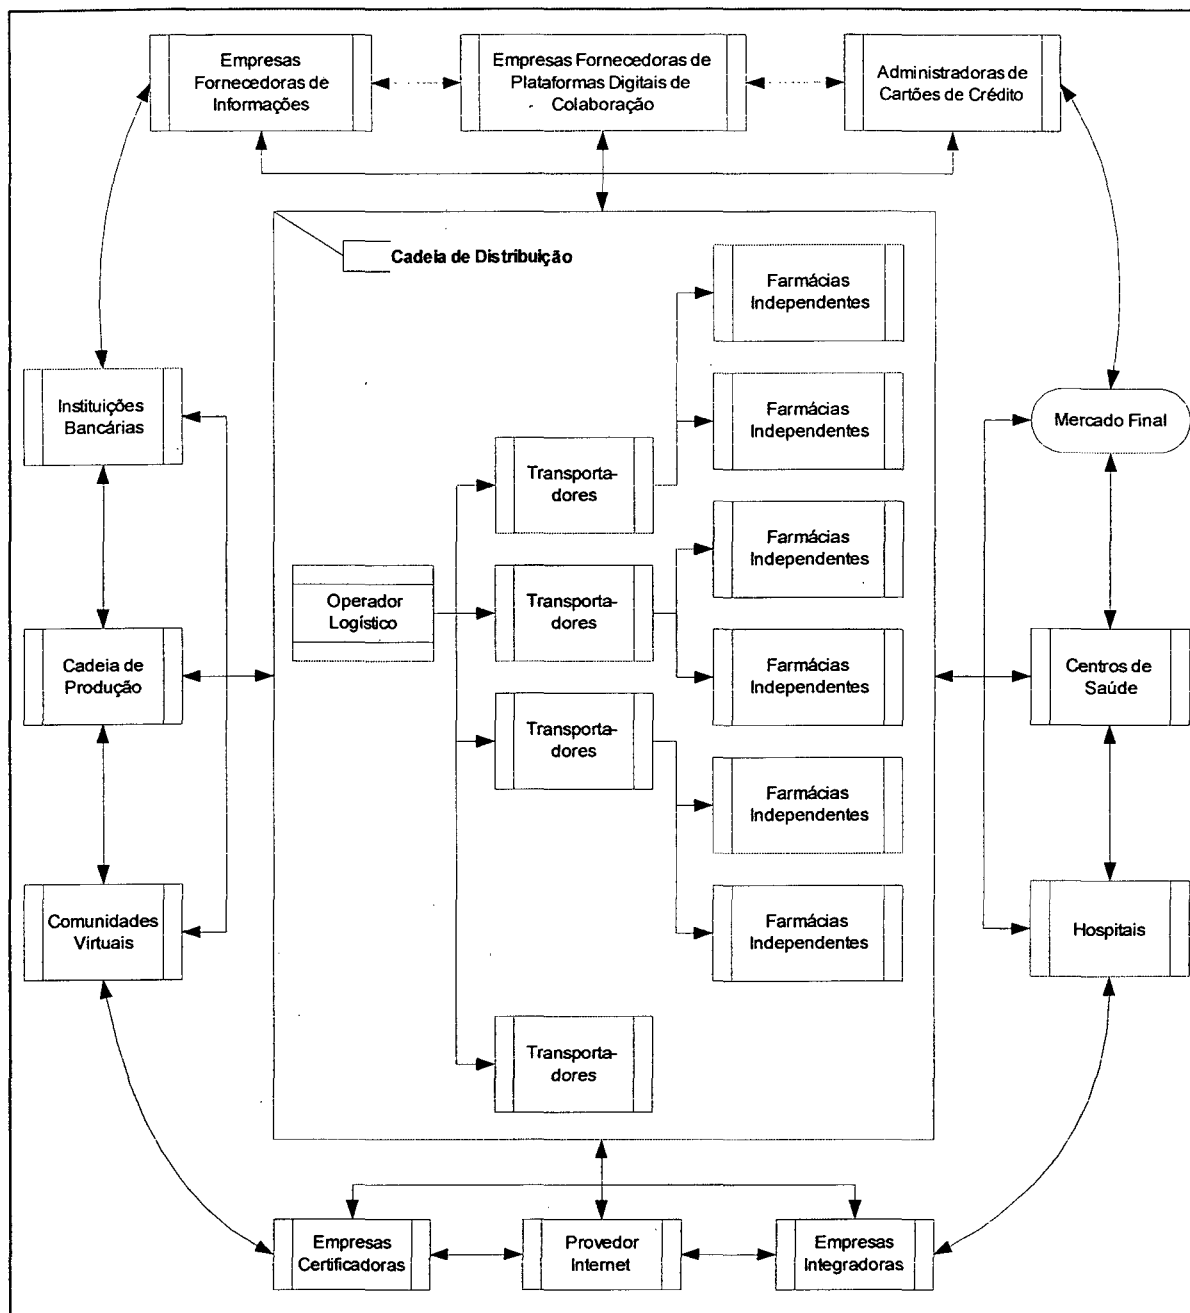 Empresas
Fornecedoras de
Informações
Empresas Fornecedoras de
Plataformas Digitais de
Colaboração
Administradoras de
Cartões de Crédito
Cadeia de Distribuição
Farmácias
Independentes
Farmácias
Independentes
Farmácias
Independentes
Farmácias
Independentes
Farmácias
Independentes
Farmácias
Independentes
Transporta-
dores
Transporta-
dores
Transporta-
dores
Transporta-
dores
Operador
Logístico
Instituições
Bancárias
Cadeia de
Produção
Comunidades
Virtuais
Mercado Final
Centros de
Saúde
Hospitais
Empresas
Certificadoras
Provedor
Internet
Empresas
Integradoras